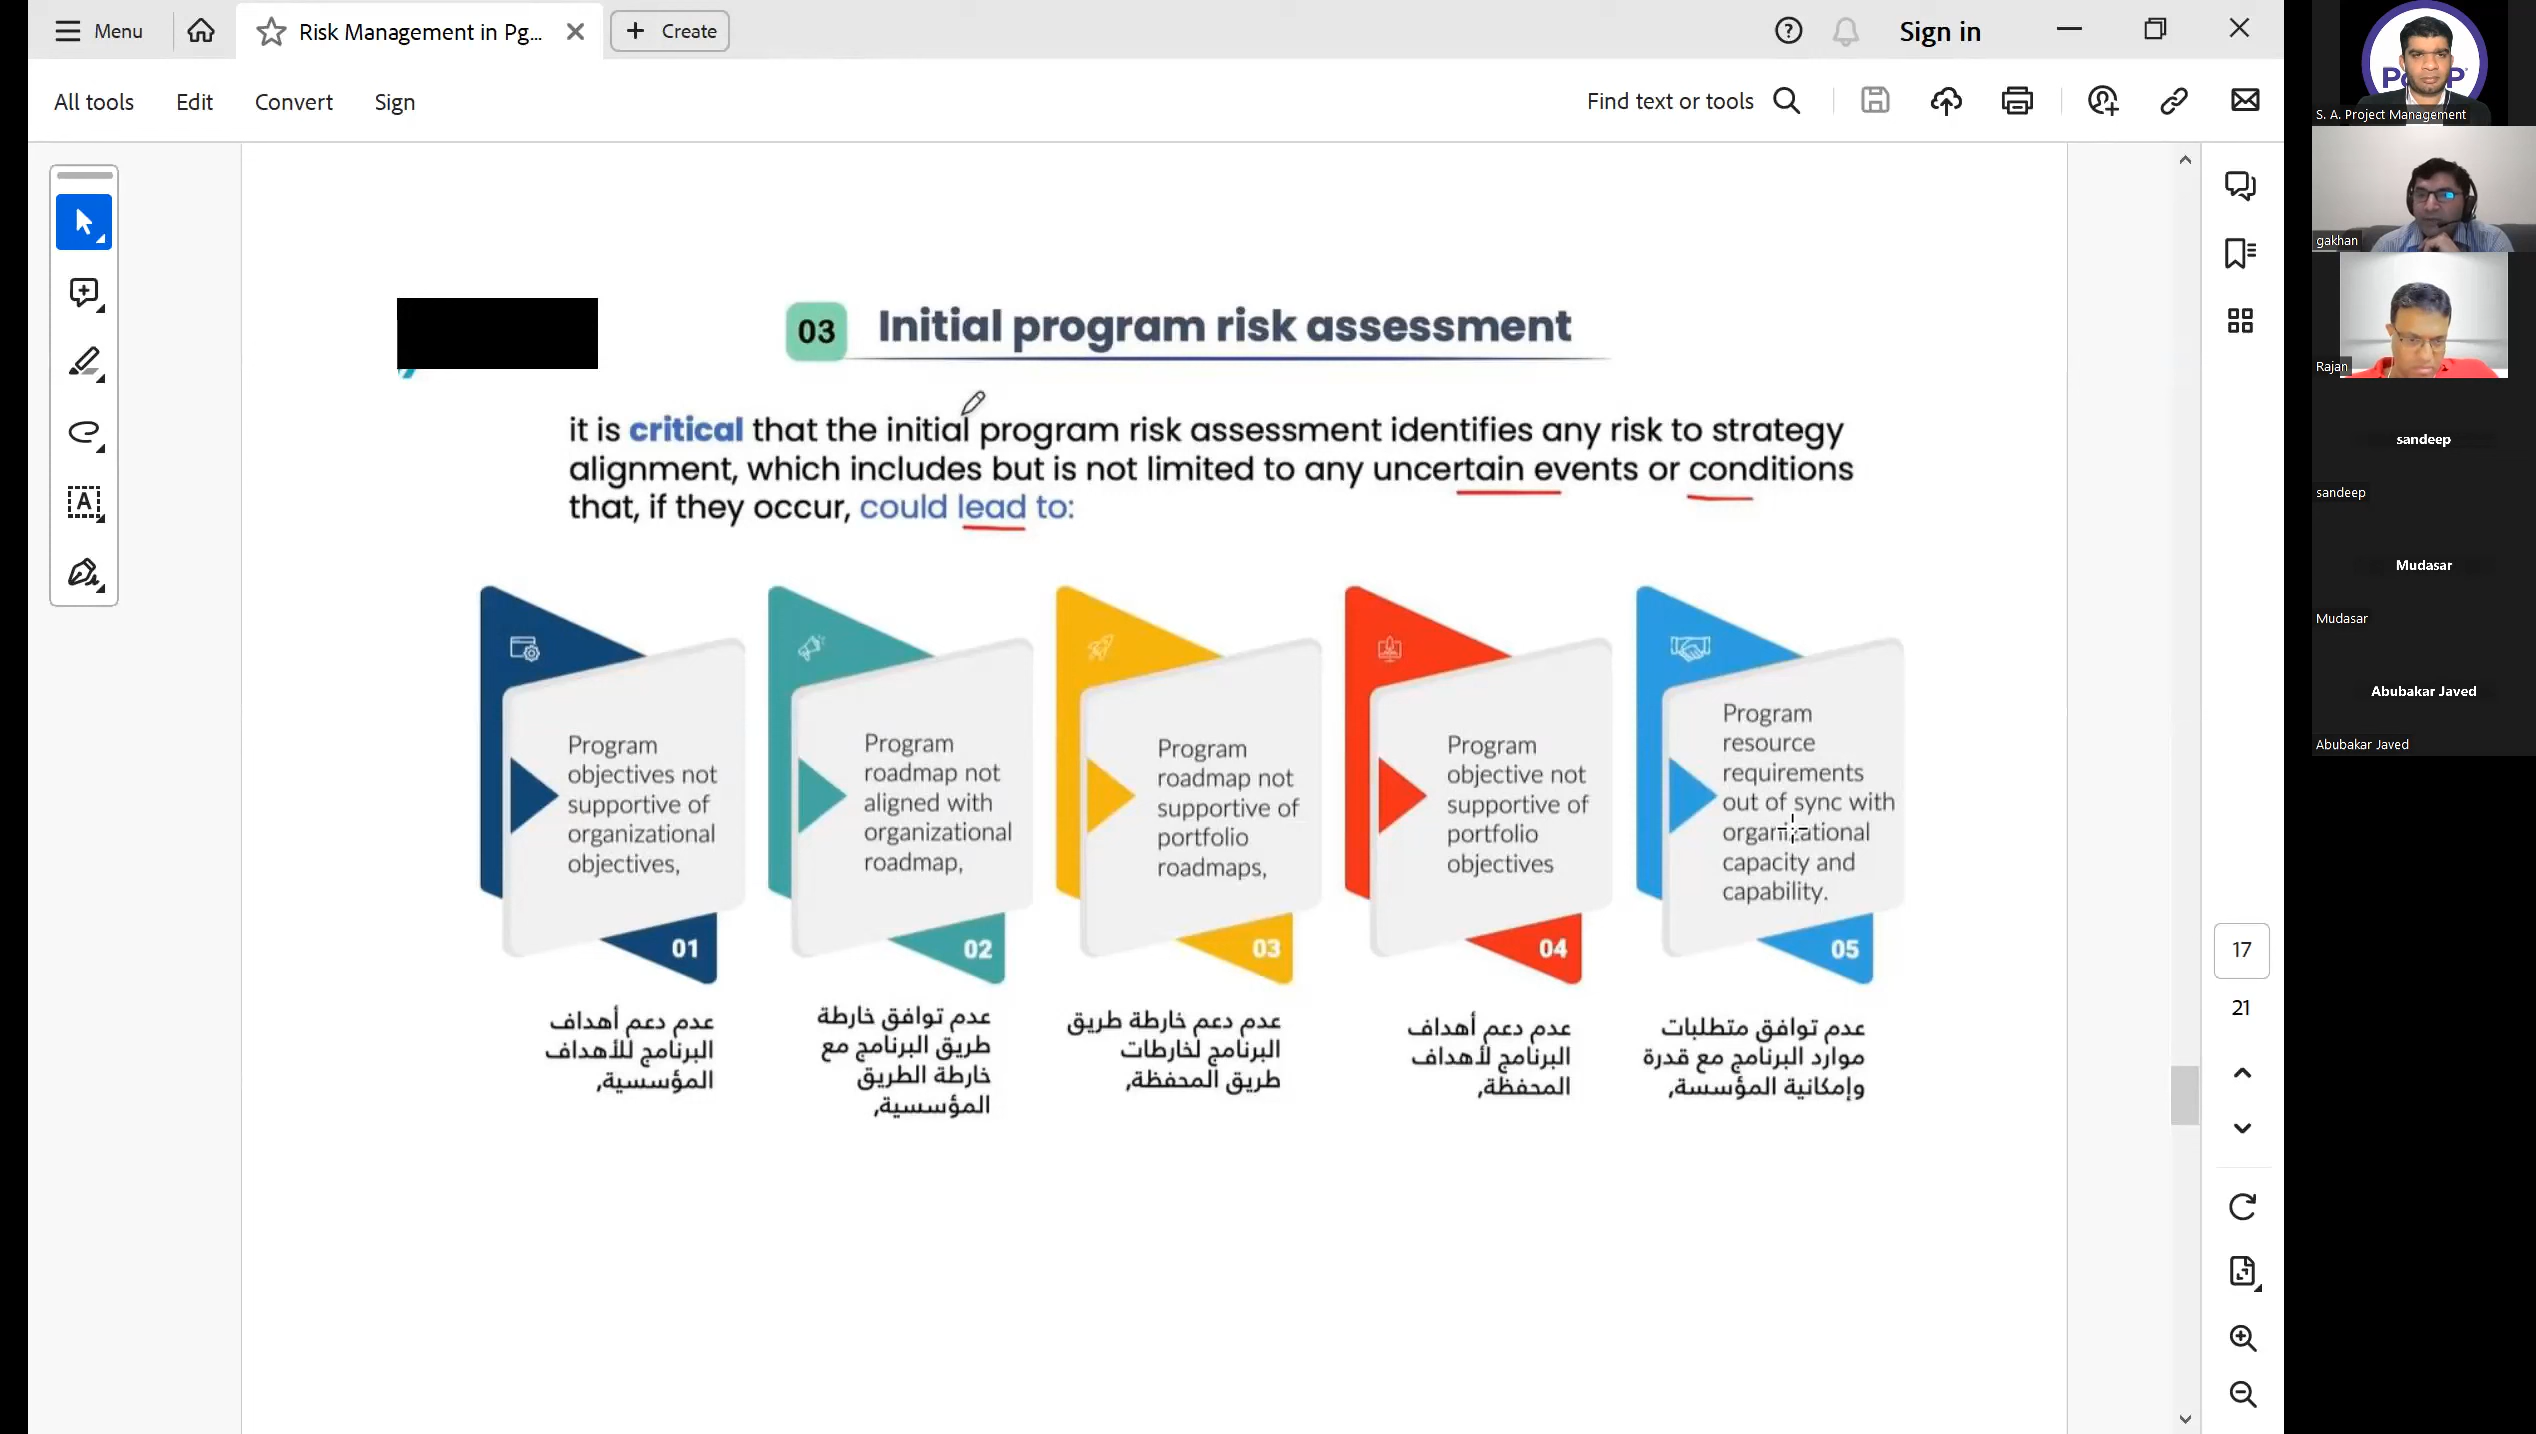 Menu
Risk Management in Pg...
Create
Sign in
All tools
Edit
Convert
Sign
Find text or tools
03
Initial program risk assessment
it is critical that the initial program risk assessment identifies any risk to strategy
alignment, which includes but is not limited to any uncertain events or conditions
that, if they occur, could lead to:
Program
objectives not
supportive of
organizational
objectives,
01
Program
roadmap not
aligned with
organizational
roadmap,
02
Program
roadmap not
supportive of
portfolio
roadmaps,
03
Program
objective not
supportive of
portfolio
objectives
04
Program
resource
requirements
out of sync with
organizational
capacity and
capability.
05
عدم دعم أهداف
البرنامج للأهداف
المؤسسية,
عدم توافق خارطة
طريق البرنامج مع
خارطة الطريق
المؤسسية,
عدم دعم خارطة طريق
البرنامج لخارطات
طريق المحفظة,
عدم دعم أهداف
البرنامج لأهداف
المحفظة,
عدم توافق متطلبات
موارد البرنامج مع قدرة
وإمكانية المؤسسة,
17
21
S. A. Project Management
gakhan
Rajan
sandeep
sandeep
Mudasar
Mudasar
Abubakar Javed
Abubakar Javed